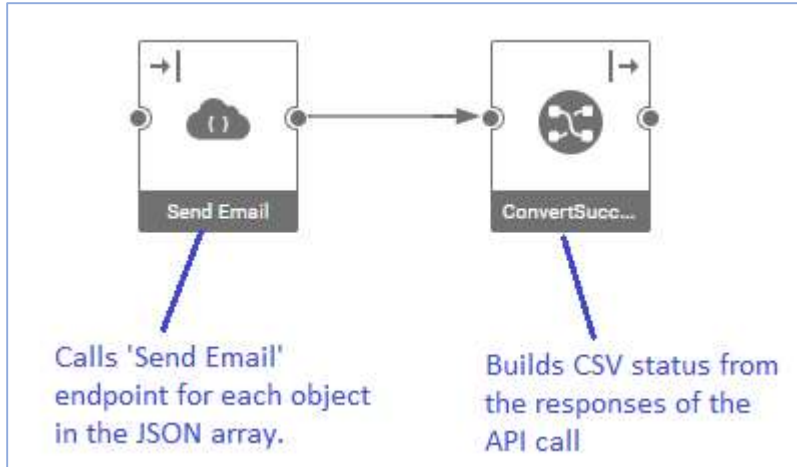 Send Email
ConvertSucc...
Calls 'Send Email'
endpoint for each object
in the JSON array.
Builds CSV status from
the responses of the
API call